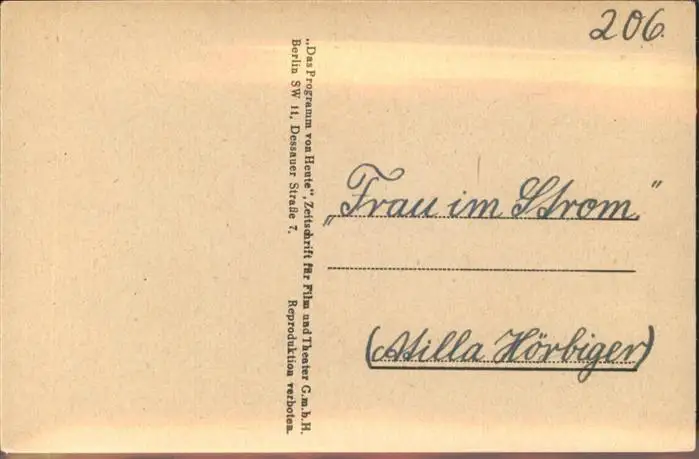 206.
„Das Programm von Heute“, Zeitschrift für Film und Theater G.m.b.H.
Berlin SW 11, Dessauer Straße 7. Reproduktion verboten.
„Frau im Strom“
(Attilla Hörbiger)